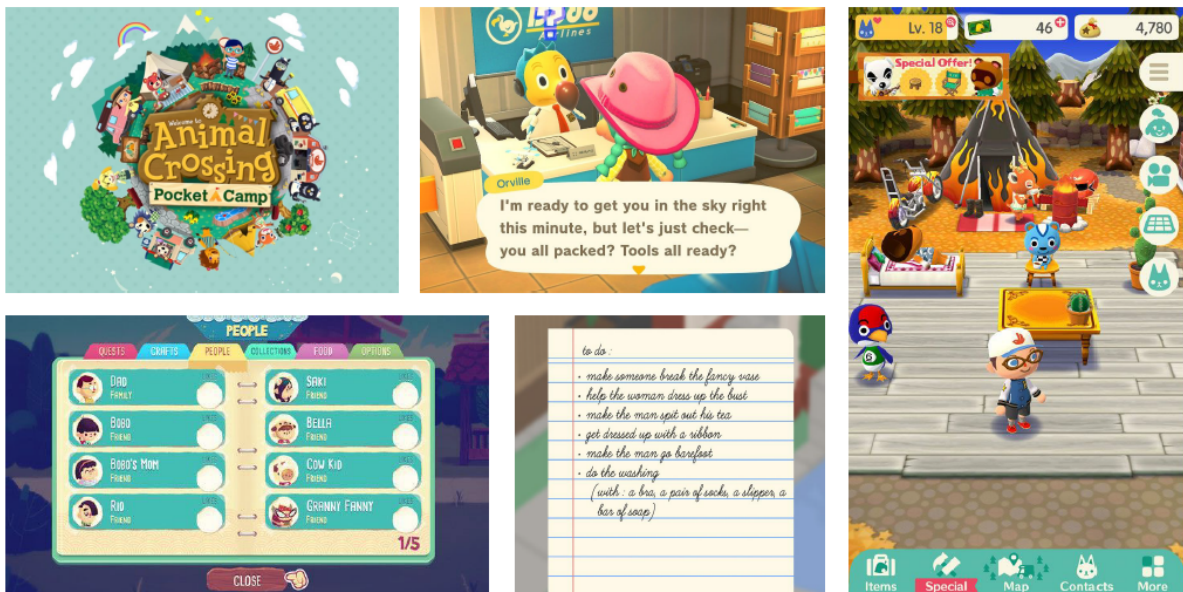 Welcome to
Animal
Crossing
Pocket Camp
Airlines
Orville
I'm ready to get you in the sky right
this minute, but let's just check—
you all packed? Tools all ready?
Lv. 18
46
4,780
Special Offer!
6
Items
Special
Map
Contacts
More
PEOPLE
QUESTS
CRAFTS
PEOPLE
COLLECTIONS
FOOD
OPTIONS
DAD
FAMILY
BOBO
FRIEND
BOBO'S MOM
FRIEND
RIO
FRIEND
SAKI
FRIEND
BELLA
FRIEND
COW KID
FRIEND
GRANNY FANNY
FRIEND
1/5
CLOSE
to do :
• make someone break the fancy vase
• help the woman dress up the bust
• make the man spit out his tea
• get dressed up with a ribbon
• make the man go barefoot
• do the washing
(with : a bra, a pair of socks, a slipper, a
bar of soap)